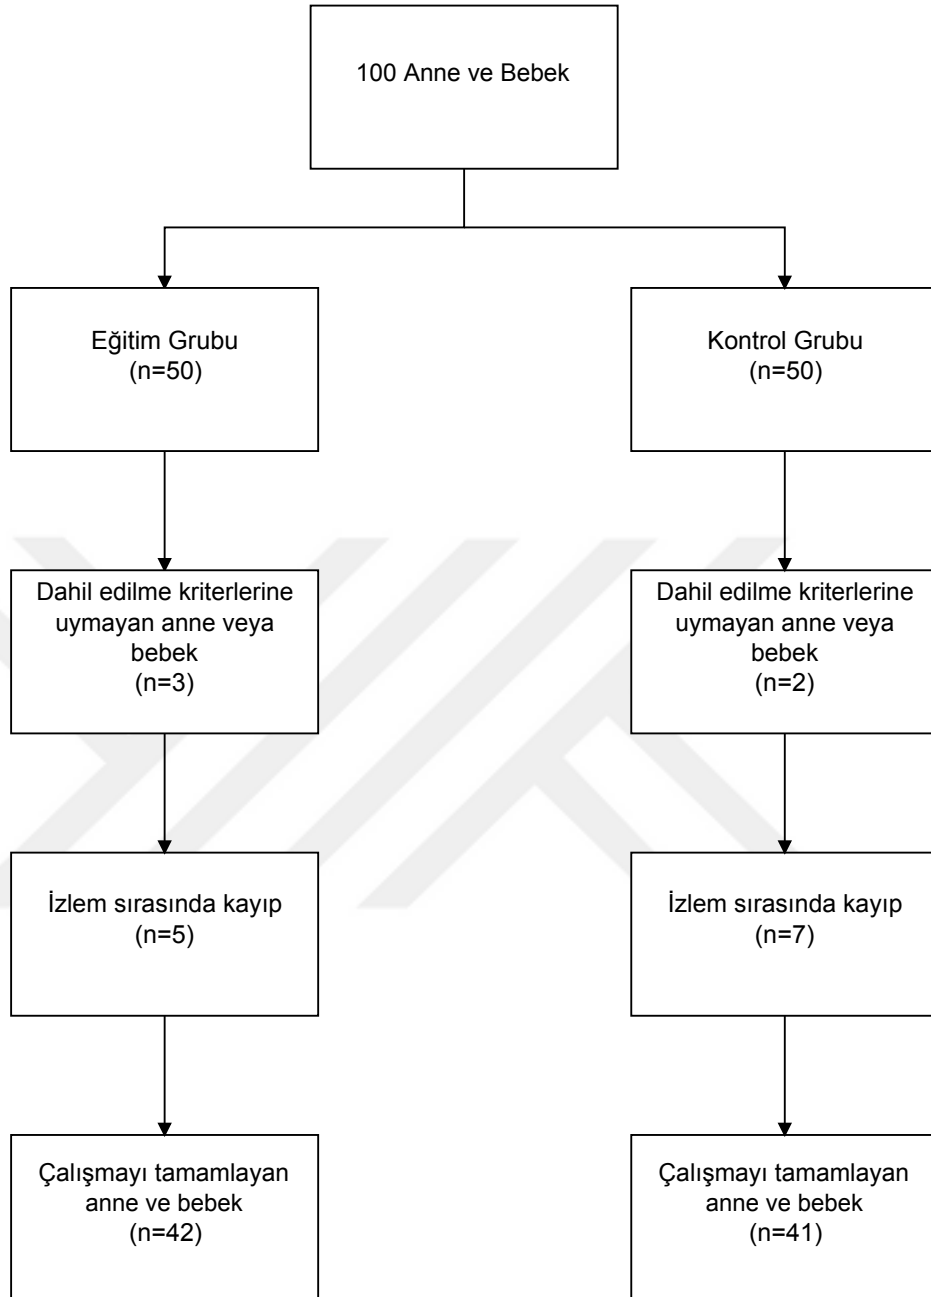 100 Anne ve Bebek
Eğitim Grubu
(n=50)
Kontrol Grubu
(n=50)
Dahil edilme kriterlerine
uymayan anne veya
bebek
(n=3)
Dahil edilme kriterlerine
uymayan anne veya
bebek
(n=2)
İzlem sırasında kayıp
(n=5)
İzlem sırasında kayıp
(n=7)
Çalışmayı tamamlayan
anne ve bebek
(n=42)
Çalışmayı tamamlayan
anne ve bebek
(n=41)